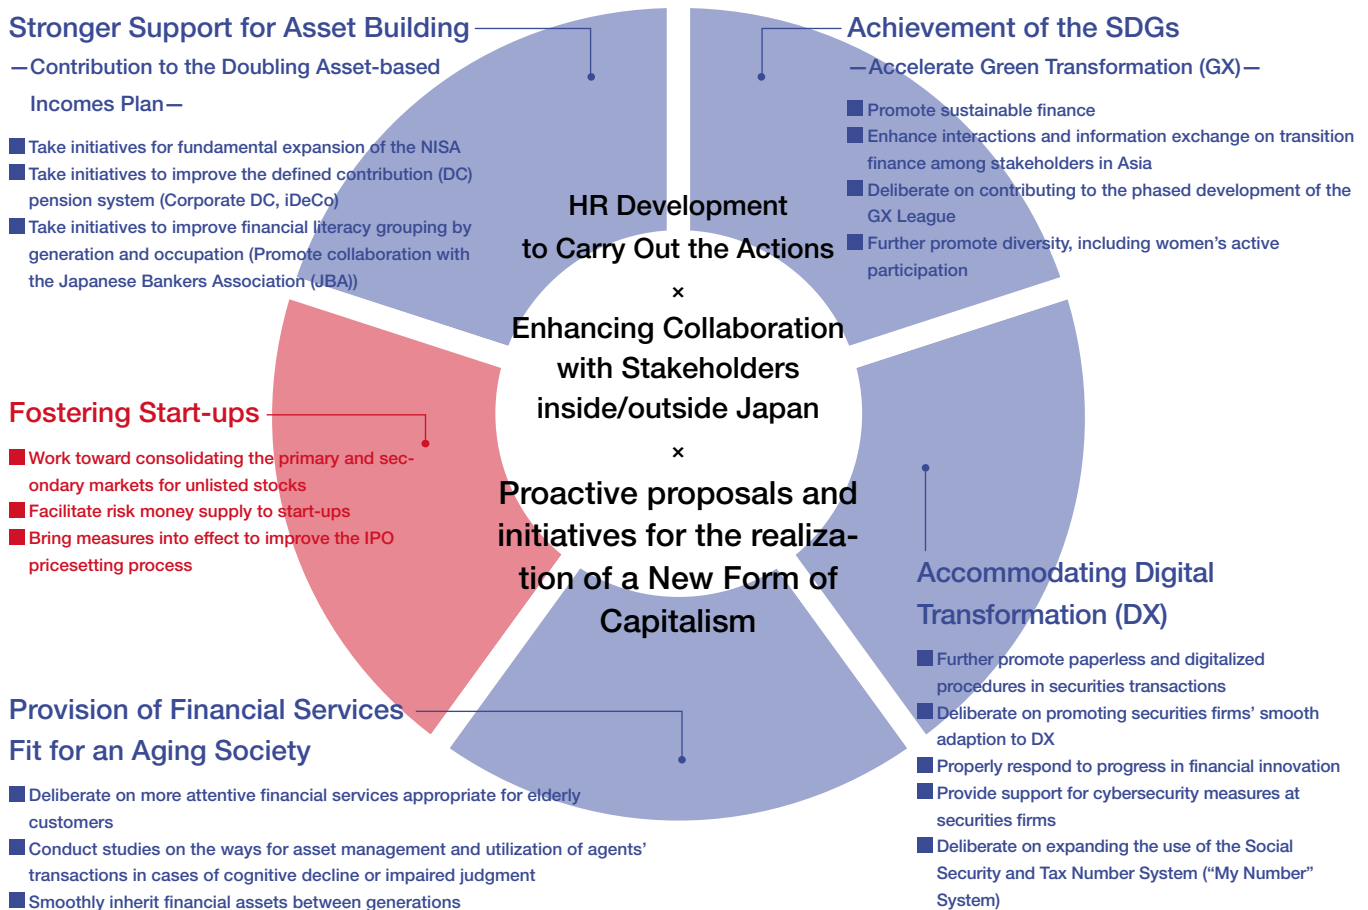 Stronger Support for Asset Building
—Contribution to the Doubling Asset-based
Incomes Plan—
Take initiatives for fundamental expansion of the NISA
Take initiatives to improve the defined contribution (DC)
pension system (Corporate DC, iDeCo)
Take initiatives to improve financial literacy grouping by
generation and occupation (Promote collaboration with
the Japanese Bankers Association (JBA))
Achievement of the SDGs
—Accelerate Green Transformation (GX)—
Promote sustainable finance
Enhance interactions and information exchange on transition
finance among stakeholders in Asia
Deliberate on contributing to the phased development of the
GX League
Further promote diversity, including women’s active
participation
HR Development
to Carry Out the Actions
×
Enhancing Collaboration
with Stakeholders
inside/outside Japan
×
Proactive proposals and
initiatives for the realiza-
tion of a New Form of
Capitalism
Fostering Start-ups
Work toward consolidating the primary and sec-
ondary markets for unlisted stocks
Facilitate risk money supply to start-ups
Bring measures into effect to improve the IPO
pricesetting process
Accommodating Digital
Transformation (DX)
Further promote paperless and digitalized
procedures in securities transactions
Deliberate on promoting securities firms’ smooth
adaption to DX
Properly respond to progress in financial innovation
Provide support for cybersecurity measures at
securities firms
Deliberate on expanding the use of the Social
Security and Tax Number System (“My Number”
System)
Provision of Financial Services
Fit for an Aging Society
Deliberate on more attentive financial services appropriate for elderly
customers
Conduct studies on the ways for asset management and utilization of agents’
transactions in cases of cognitive decline or impaired judgment
Smoothly inherit financial assets between generations